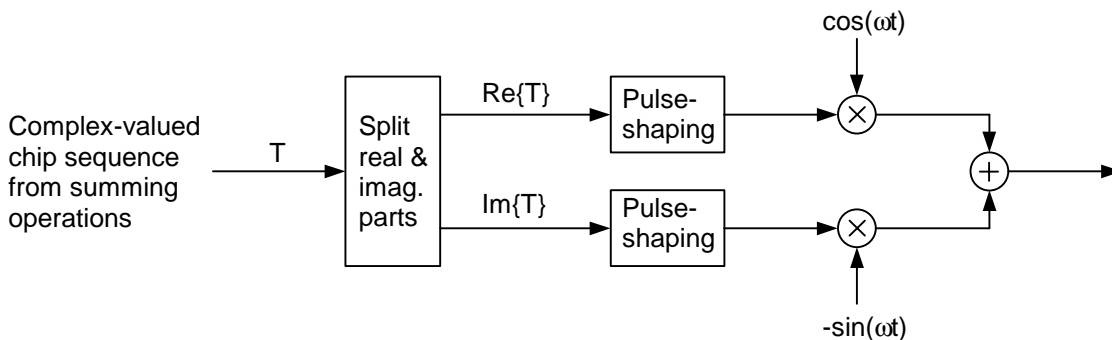 cos(ωt)
Complex-valued
chip sequence
from summing
operations
T
Split
real &
imag.
parts
Re{T}
Pulse-
shaping
Im{T}
Pulse-
shaping
-sin(ωt)